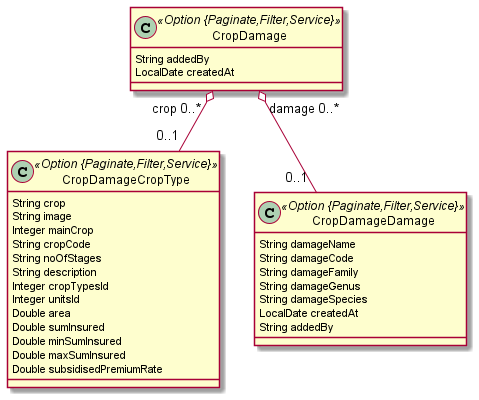 C «Option {Paginate,Filter,Service}»
CropDamage
String addedBy
LocalDate createdAt
crop 0..*
damage 0..*
0..1
0..1
C «Option {Paginate,Filter,Service}»
CropDamageCropType
String crop
String image
Integer mainCrop
String cropCode
String noOfStages
String description
Integer cropTypesId
Integer unitsId
Double area
Double sumInsured
Double minSumInsured
Double maxSumInsured
Double subsidisedPremiumRate
C «Option {Paginate,Filter,Service}»
CropDamageDamage
String damageName
String damageCode
String damageFamily
String damageGenus
String damageSpecies
LocalDate createdAt
String addedBy